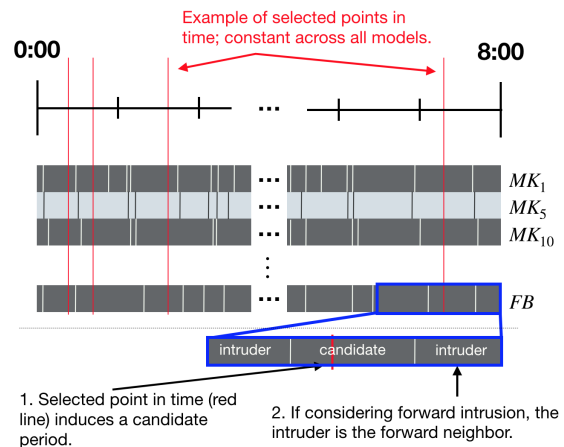 Example of selected points in
time; constant across all models.
0:00
8:00
...
... MK1
... MK5
... MK10
... FB
intruder candidate intruder
1. Selected point in time (red
line) induces a candidate
period.
2. If considering forward intrusion, the
intruder is the forward neighbor.